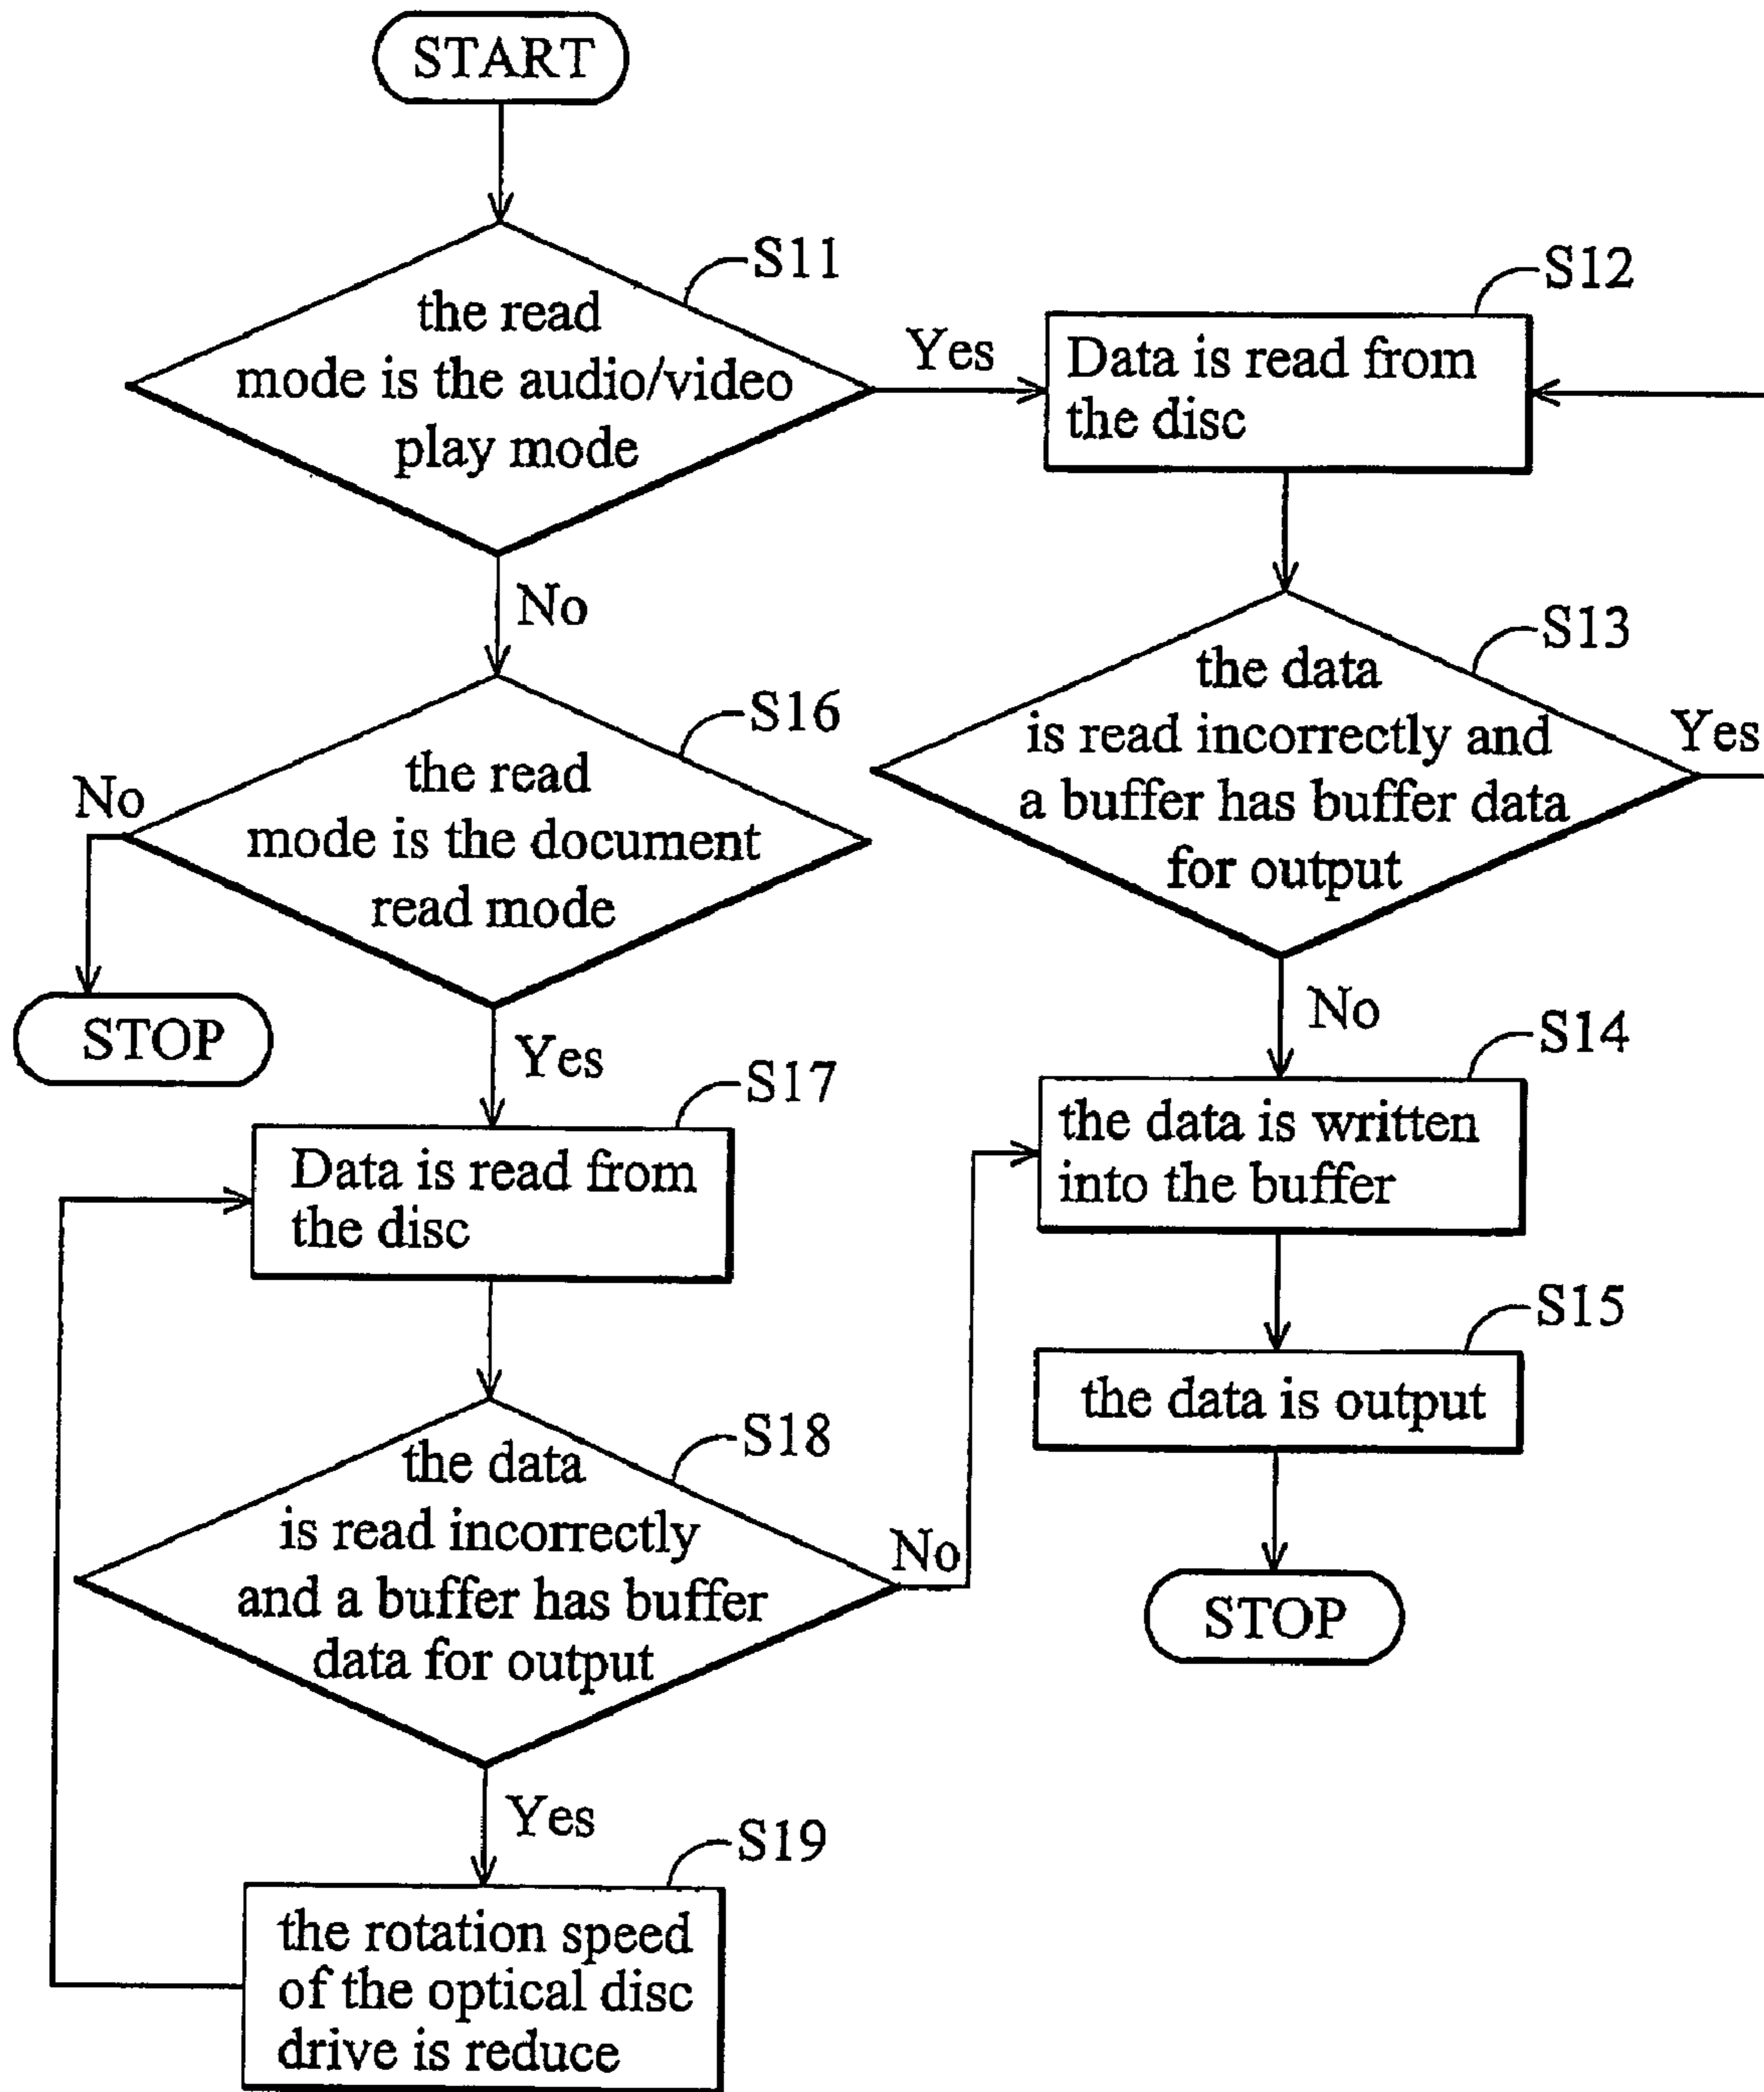 START
S11
the read
mode is the audio/video
play mode
Yes
No
S12
Data is read from
the disc
S13
the data
is read incorrectly and
a buffer has buffer data
for output
Yes
No
S16
the read
mode is the document
read mode
No
STOP
Yes
S14
the data is written
into the buffer
S17
Data is read from
the disc
S15
the data is output
STOP
S18
the data
is read incorrectly
and a buffer has buffer
data for output
No
Yes
S19
the rotation speed
of the optical disc
drive is reduce